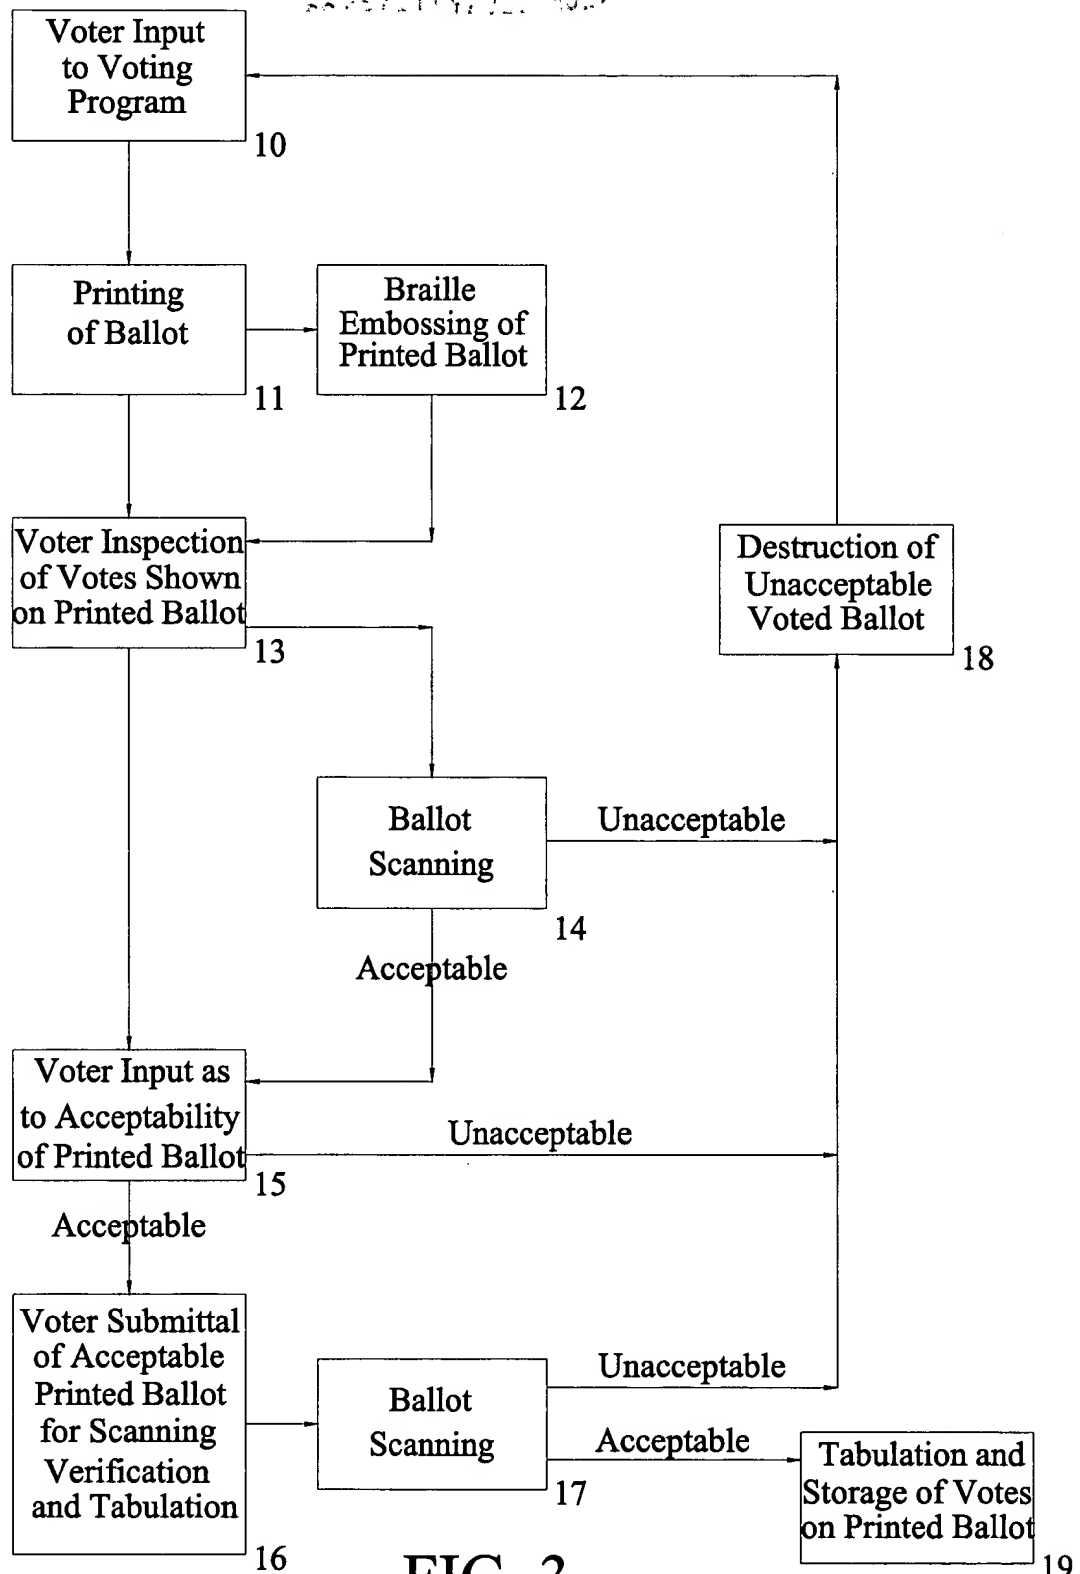 Voter Input
to Voting
Program
10
Printing
of Ballot
11
Braille
Embossing of
Printed Ballot
12
Voter Inspection
of Votes Shown
on Printed Ballot
13
Destruction of
Unacceptable
Voted Ballot
18
Ballot
Scanning
14
Unacceptable
Acceptable
Voter Input as
to Acceptability
of Printed Ballot
15
Unacceptable
Acceptable
Voter Submittal
of Acceptable
Printed Ballot
for Scanning
Verification
and Tabulation
16
Ballot
Scanning
17
Unacceptable
Acceptable
Tabulation and
Storage of Votes
on Printed Ballot
19